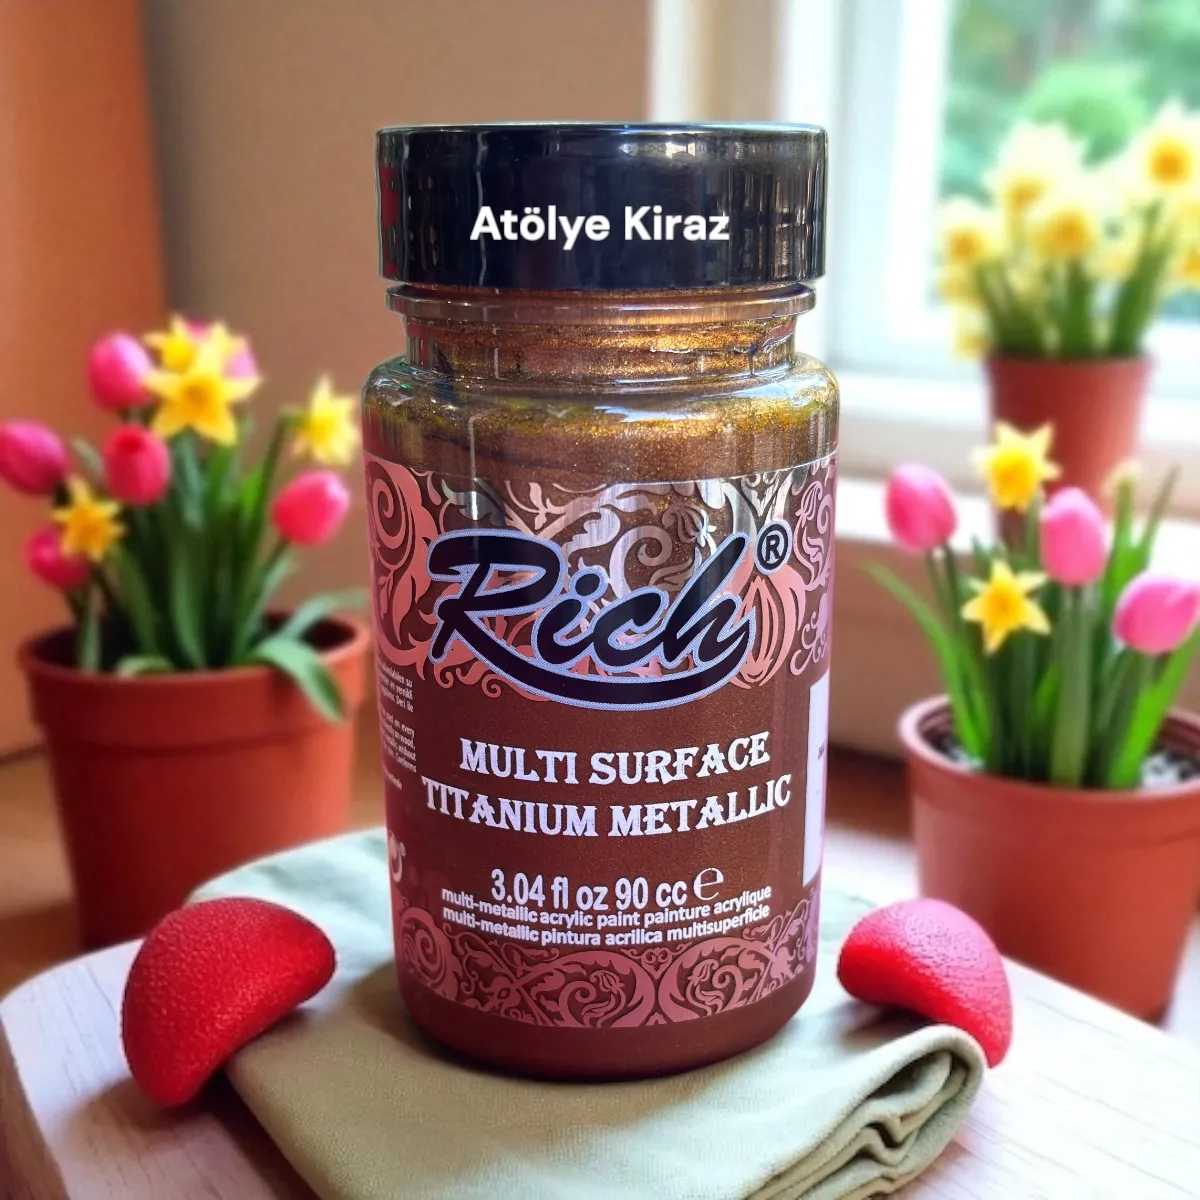 Atölye Kiraz
Rich®
MULTI SURFACE
TITANIUM METALLIC
3.04 fl oz 90 cc ℮
multi-metallic acrylic paint painture acrylique
multi-metallic pintura acrilica multisuperficie